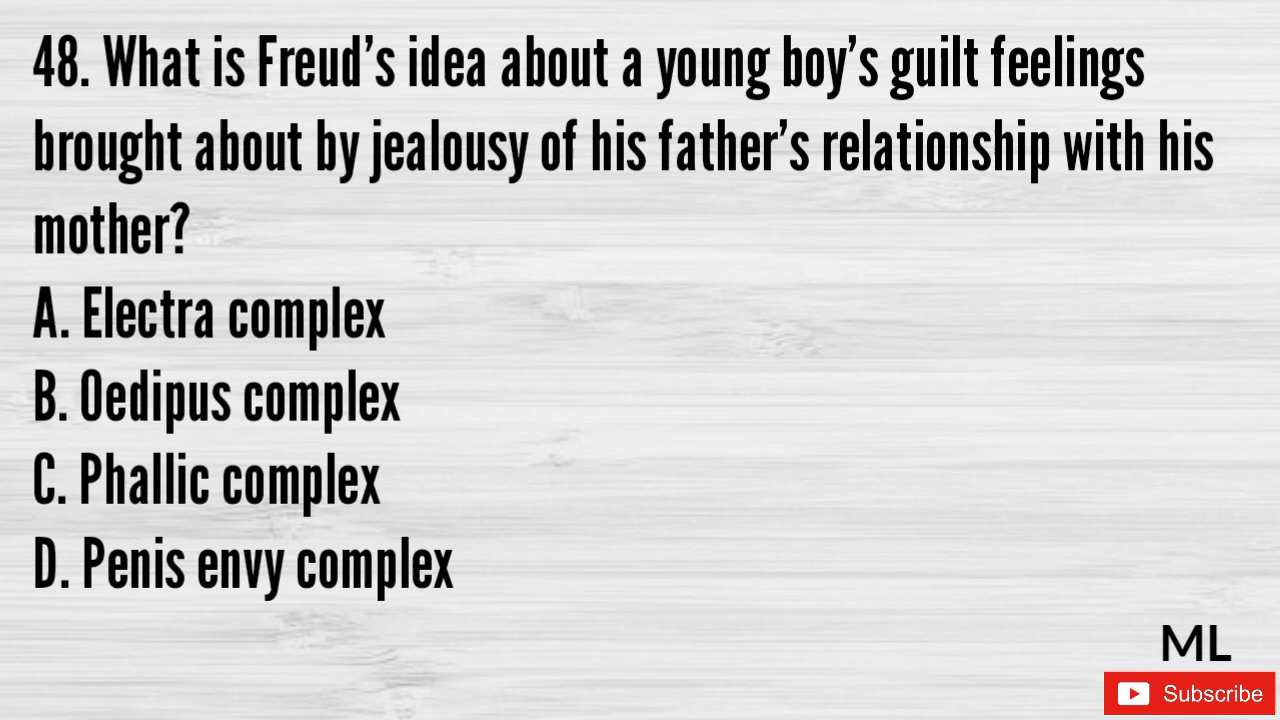 48. What is Freud’s idea about a young boy’s guilt feelings
brought about by jealousy of his father’s relationship with his
mother?
A. Electra complex
B. Oedipus complex
C. Phallic complex
D. Penis envy complex
ML
Subscribe